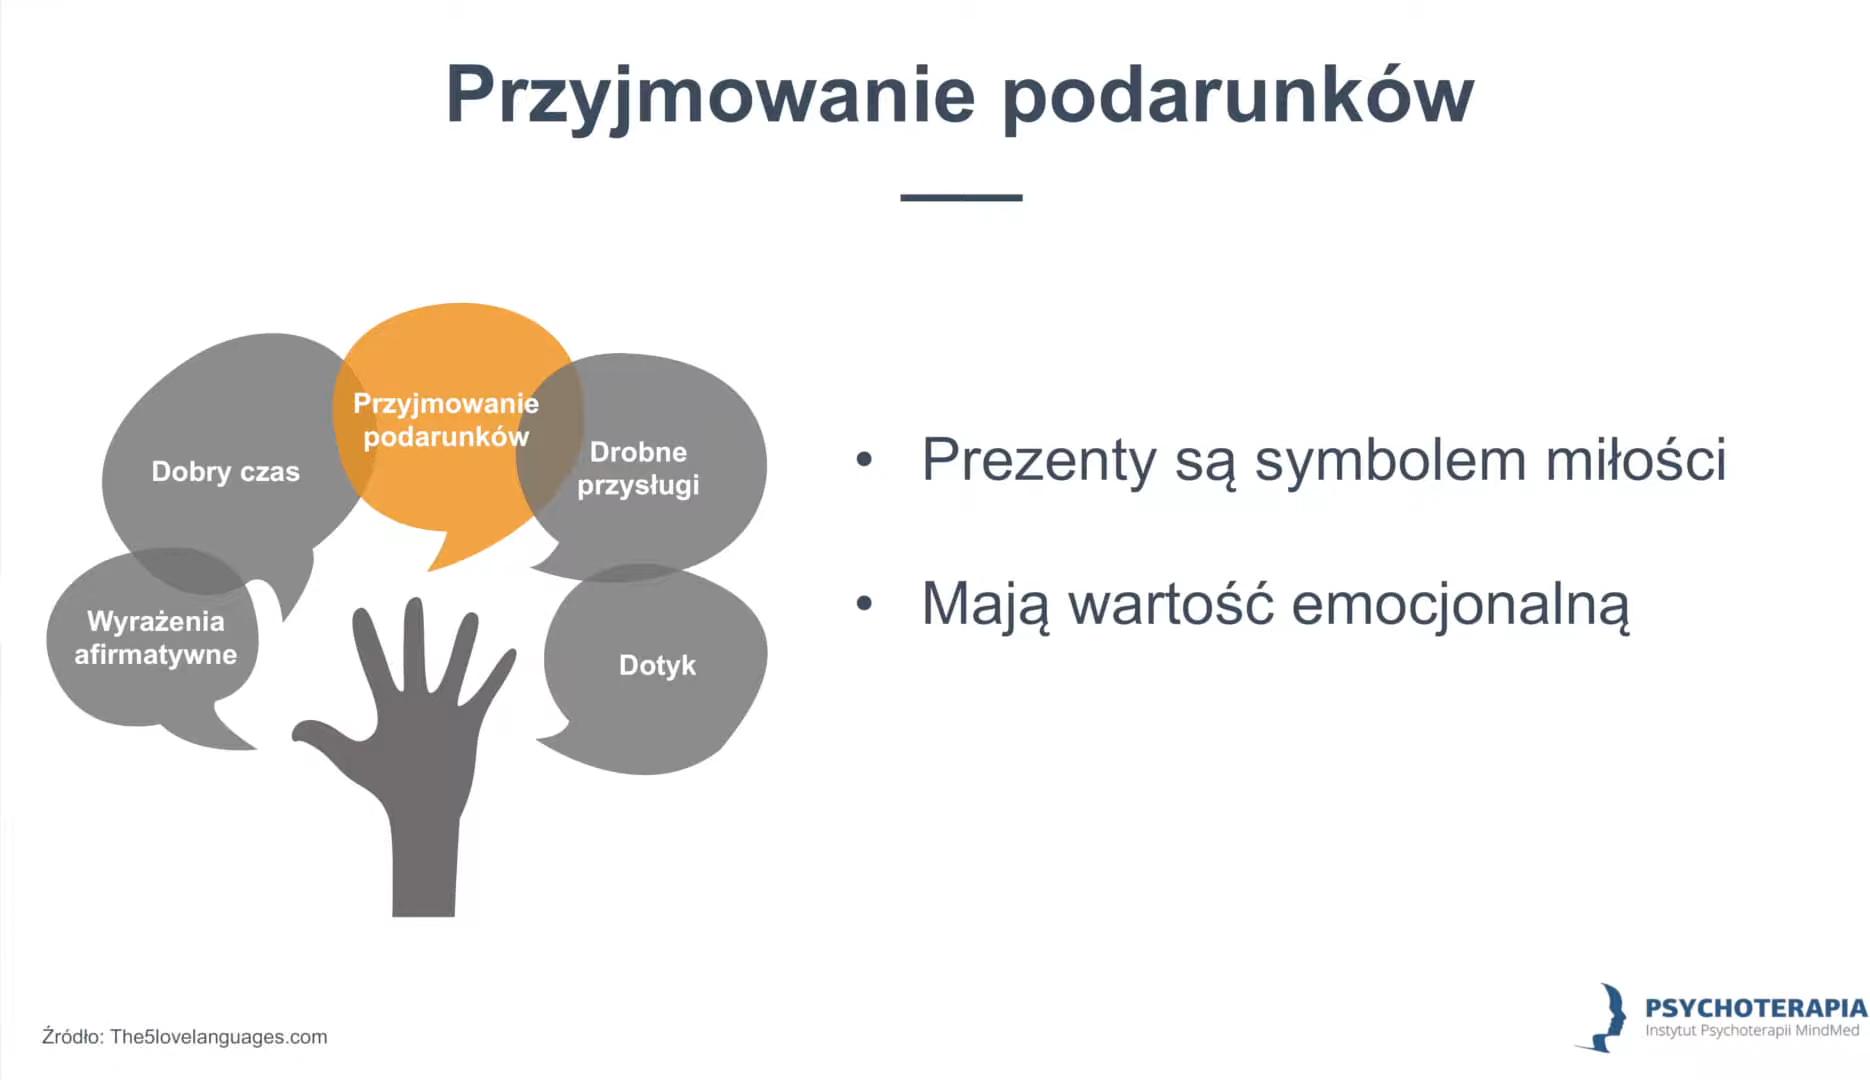 Przyjmowanie podarunków
Przyjmowanie
podarunków
Dobry czas
Drobne
przysługi
Wyrażenia
afirmatywne
Dotyk
• Prezenty są symbolem miłości
• Mają wartość emocjonalną
Źródło: The5lovelanguages.com
PSYCHOTERAPIA
Instytut Psychoterapii MindMed